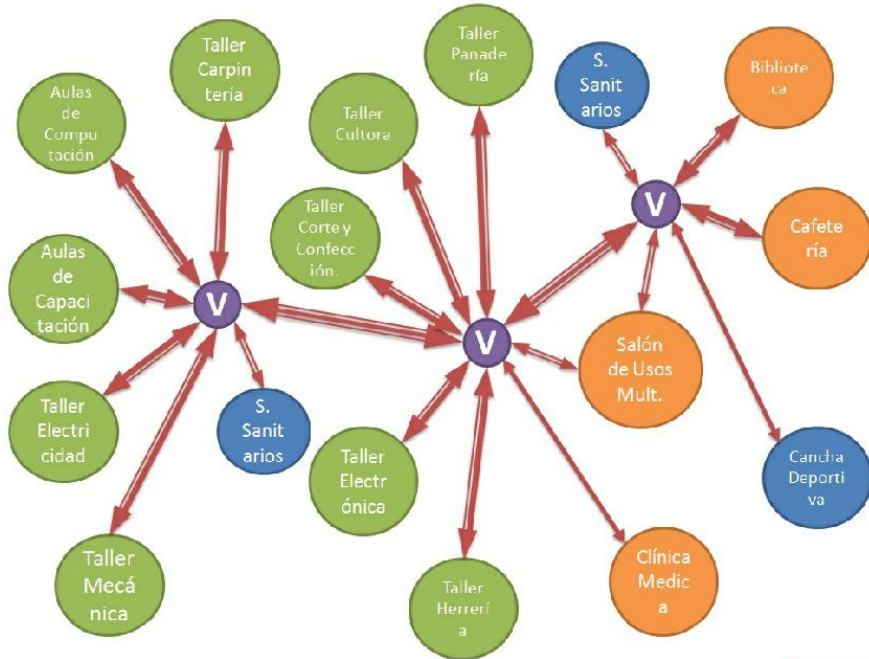 Taller
Carpin
tería
Aulas
de
Compu
tación
Taller
Panade
ría
Taller
Cultora
S.
Sanit
arios
Bibliote
ca
Taller
Corte y
Confecc
ión.
V
Cafete
ría
Aulas
de
Capaci
tación
V
V
Salón
de Usos
Mult.
Taller
Electri
cidad
S.
Sanit
arios
Taller
Electr
ónica
Cancha
Deporti
va
Taller
Mecá
nica
Taller
Herrerí
a
Clínica
Medic
a